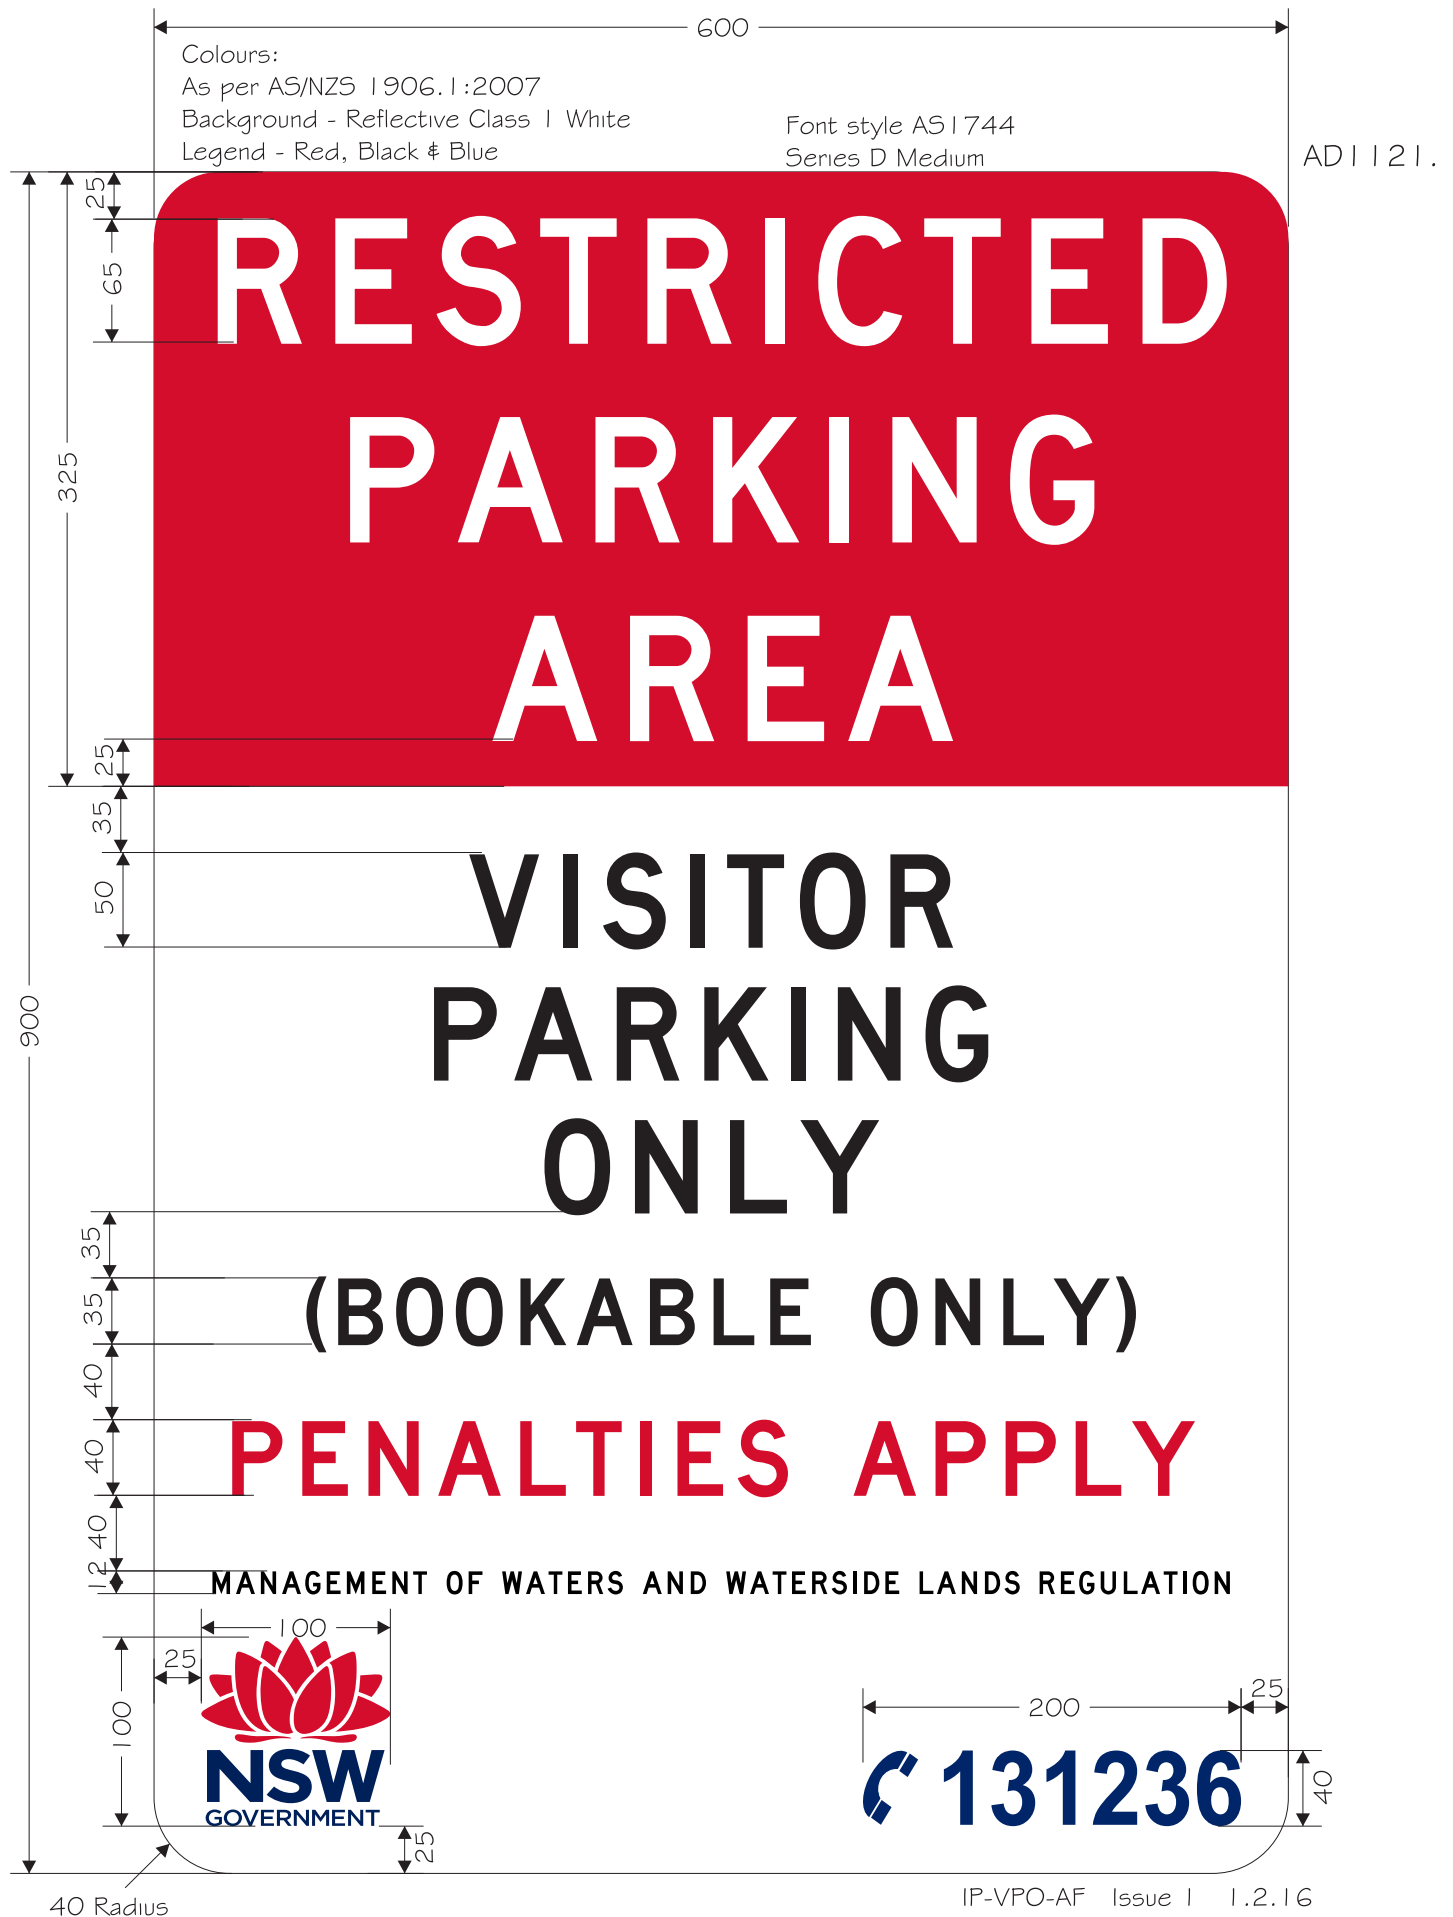 600
Colours:
As per AS/NZS 1906.1:2007
Background - Reflective Class 1 White
Legend - Red, Black & Blue
Font style AS1744
Series D Medium
AD1121.
25
65
325
RESTRICTED
PARKING
AREA
25
35
50
900
VISITOR
PARKING
ONLY
35
35
(BOOKABLE ONLY)
40
40
PENALTIES APPLY
40
12
MANAGEMENT OF WATERS AND WATERSIDE LANDS REGULATION
100
25
100
NSW
GOVERNMENT
25
200
25
131236
40
40 Radius
IP-VPO-AF Issue 1 1.2.16